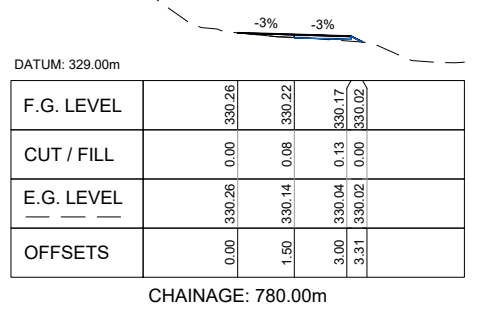 -3% -3%
DATUM: 329.00m
F.G. LEVEL 330.26 330.22 330.17 330.02
CUT / FILL 0.00 0.08 0.13 0.00
E.G. LEVEL 330.26 330.14 330.04 330.02
OFFSETS 0.00 1.50 3.00 3.31
CHAINAGE: 780.00m